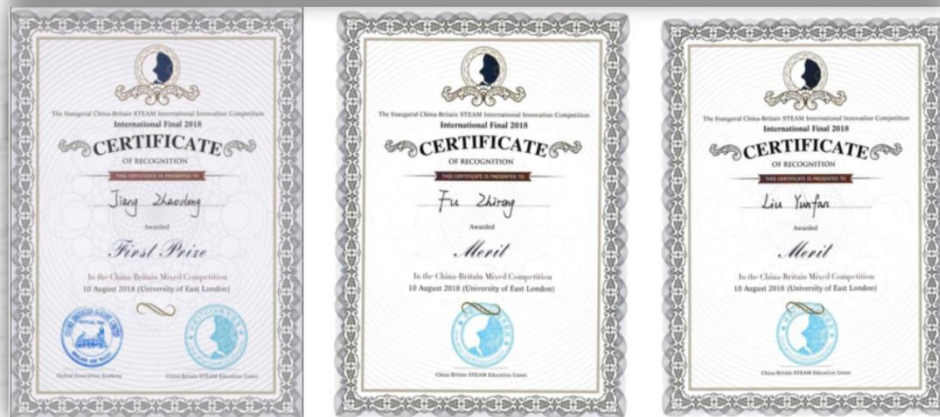 The Inaugural China-Britain STEAM International Innovation Competition
International Final 2018
CERTIFICATE
OF RECOGNITION
THIS CERTIFICATE IS PRESENTED TO
Jiang Zhaodong
Awarded
First Prize
In the China-Britain Mixed Competition
10 August 2018 (University of East London)
Oxford Innovation Academy
China-Britain STEAM Education Union
The Inaugural China-Britain STEAM International Innovation Competition
International Final 2018
CERTIFICATE
OF RECOGNITION
THIS CERTIFICATE IS PRESENTED TO
Fu Zhirong
Awarded
Merit
In the China-Britain Mixed Competition
10 August 2018 (University of East London)
China-Britain STEAM Education Union
The Inaugural China-Britain STEAM International Innovation Competition
International Final 2018
CERTIFICATE
OF RECOGNITION
THIS CERTIFICATE IS PRESENTED TO
Liu Yunfan
Awarded
Merit
In the China-Britain Mixed Competition
10 August 2018 (University of East London)
China-Britain STEAM Education Union